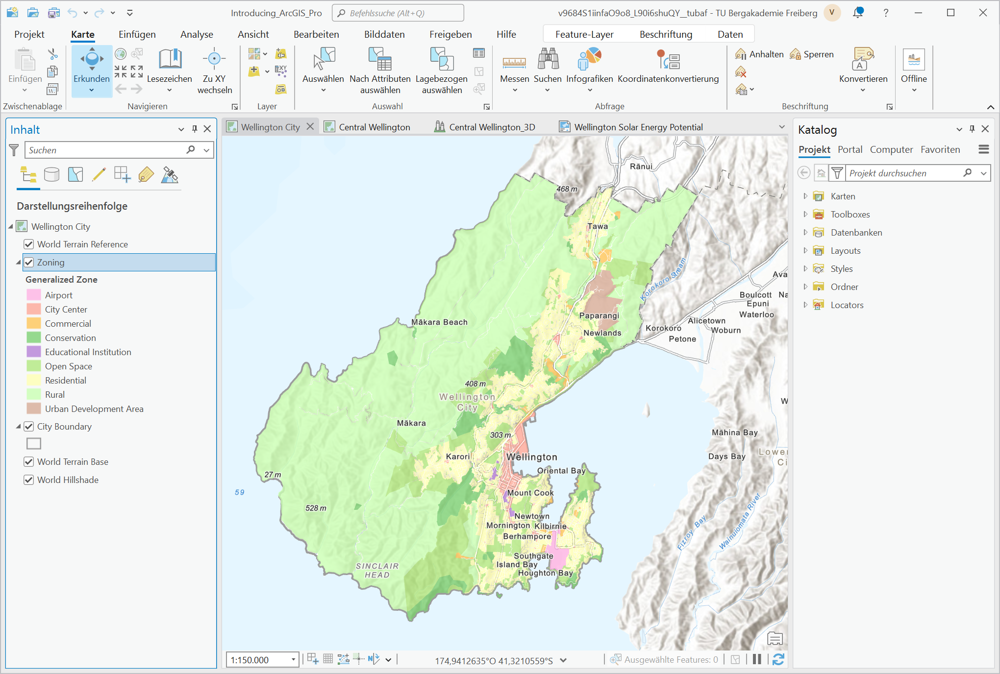 Introducing_ArcGIS_Pro
Befehlssuche (Alt+Q)
v9684S1iinfaO9o8_L90i6shuQY__tubaf - TU Bergakademie Freiberg
V
?
Projekt
Karte
Einfügen
Analyse
Ansicht
Bearbeiten
Bilddaten
Freigeben
Hilfe
Feature-Layer
Beschriftung
Daten
Einfügen
Zwischenablage
Erkunden
Lesezeichen
Zu XY
wechseln
Navigieren
XY
Layer
Auswählen
Nach Attributen
auswählen
Lagebezogen
auswählen
Auswahl
Messen
Suchen
Infografiken
Koordinatenkonvertierung
Abfrage
Anhalten
Sperren
A
Konvertieren
Beschriftung
Offline
Inhalt
Suchen
Darstellungsreihenfolge
Wellington City
World Terrain Reference
Zoning
Generalized Zone
Airport
City Center
Commercial
Conservation
Educational Institution
Open Space
Residential
Rural
Urban Development Area
City Boundary
World Terrain Base
World Hillshade
Wellington City
Central Wellington
Central Wellington_3D
Wellington Solar Energy Potential
Rānui
468 m
Tawa
Korokoro Stream
Ava
Boulcott
Na
Epuni
Waterloo
Paparangi
Mākara Beach
Alicetown
Korokoro
Woburn
Newlands
Petone
408 m
Wellington
City
W
Mākara
303 m
Māhina Bay
Karori
Wellington
Days Bay
Lower
Ci
Oriental Bay
27 m
59
Mount Cook
528 m
Newtown
Mornington
Kilbirnie
Berhampore
Fizroy Bay
Wainuiomata River
Southgate
Island Bay
Houghton Bay
SINCLAIR
HEAD
1:150.000
N
174,9412635°O 41,3210559°S
Ausgewählte Features: 0
Katalog
Projekt
Portal
Computer
Favoriten
Projekt durchsuchen
Karten
Toolboxes
Datenbanken
Layouts
Styles
Ordner
Locators